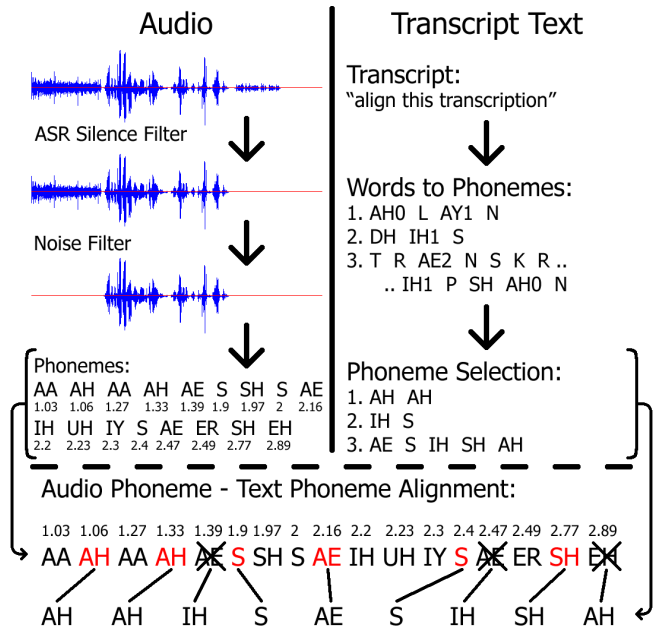 Audio
ASR Silence Filter
Noise Filter
Phonemes:
AA AH AA AH AE S SH S AE
1.03 1.06 1.27 1.33 1.39 1.9 1.97 2 2.16
IH UH IY S AE ER SH EH
2.2 2.23 2.3 2.4 2.47 2.49 2.77 2.89
Transcript Text
Transcript:
“align this transcription”
Words to Phonemes:
1. AH0 L AY1 N
2. DH IH1 S
3. T R AE2 N S K R ..
.. IH1 P SH AH0 N
Phoneme Selection:
1. AH AH
2. IH S
3. AE S IH SH AH
Audio Phoneme - Text Phoneme Alignment:
1.03 1.06 1.27 1.33 1.39 1.9 1.97 2 2.16 2.2 2.23 2.3 2.4 2.47 2.49 2.77 2.89
AA AH AA AH AE S SH S AE IH UH IY S AE ER SH EH
AH AH IH S AE S IH SH AH